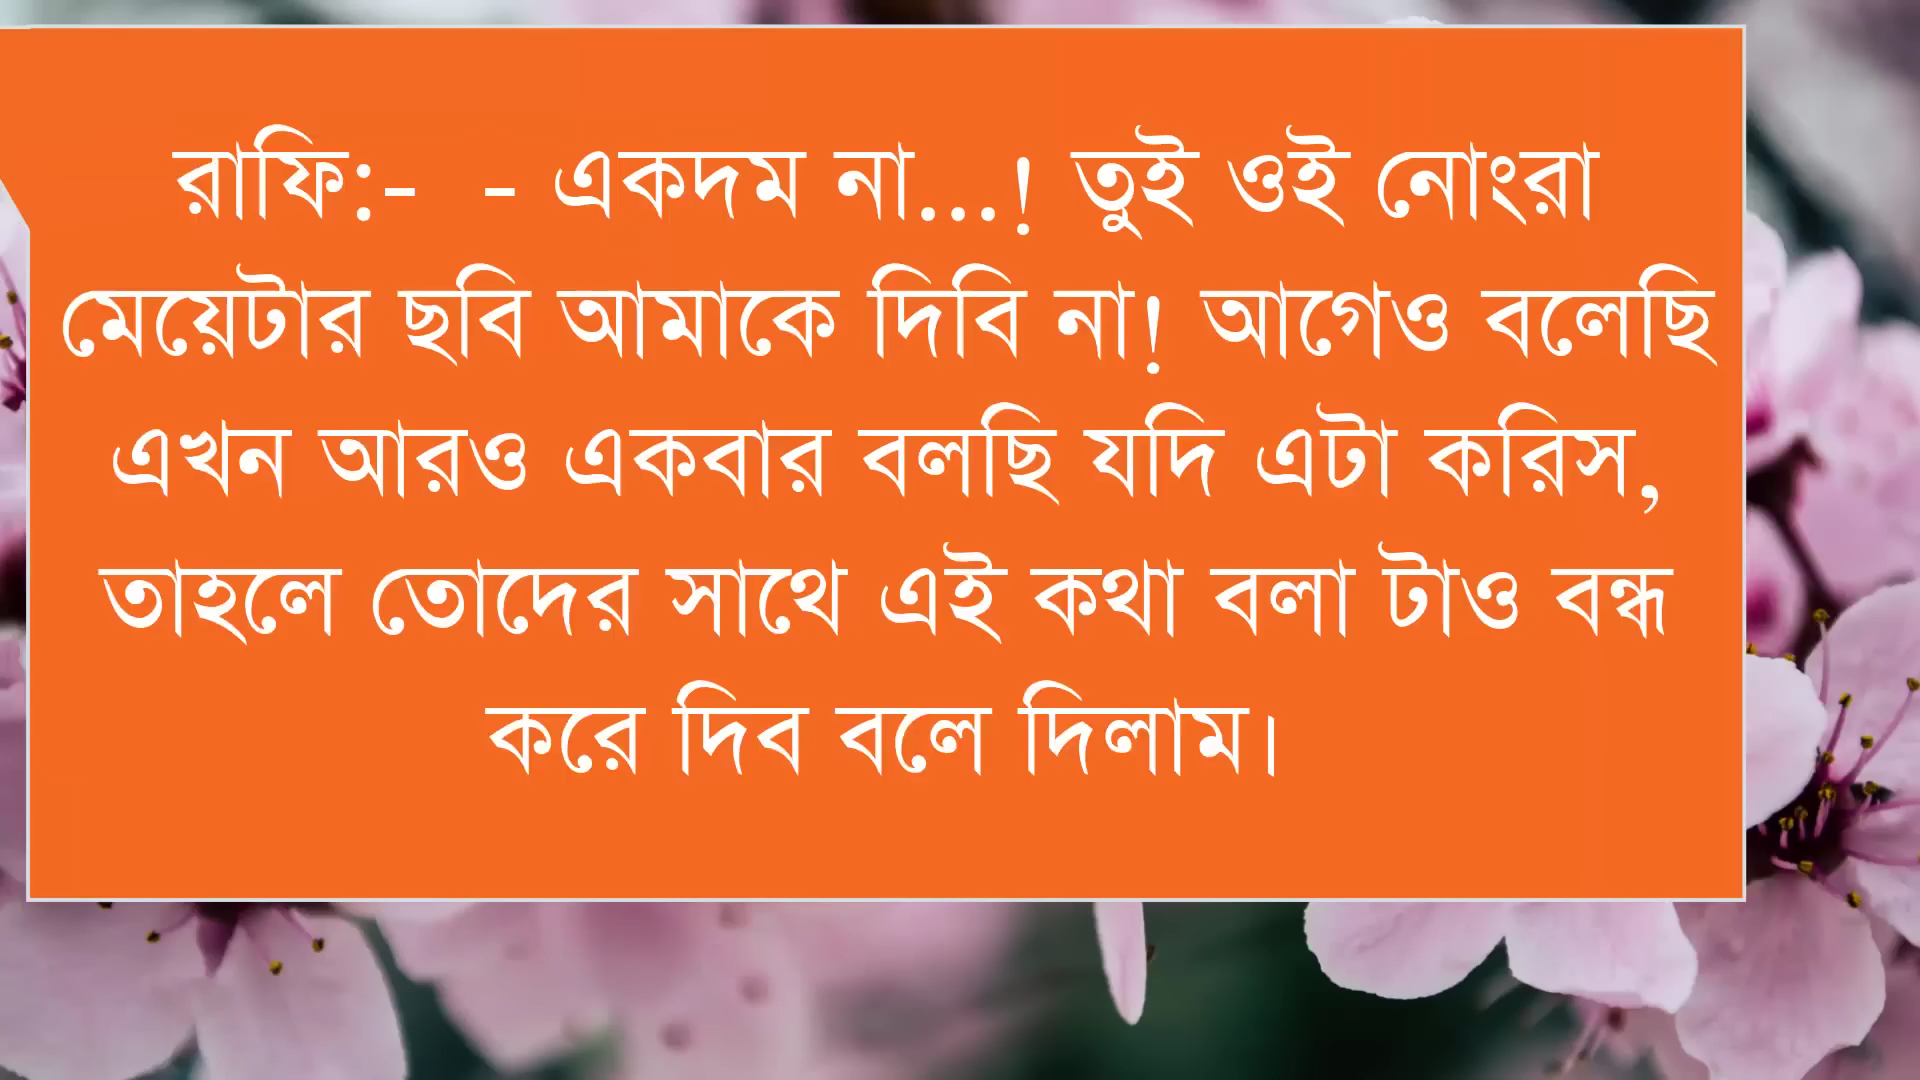 রাফি:-  - একদম না...! তুই ওই নোংরা
মেয়েটার ছবি আমাকে দিবি না! আগেও বলেছি
এখন আরও একবার বলছি যদি এটা করিস,
তাহলে তোদের সাথে এই কথা বলা টাও বন্ধ
করে দিব বলে দিলাম।